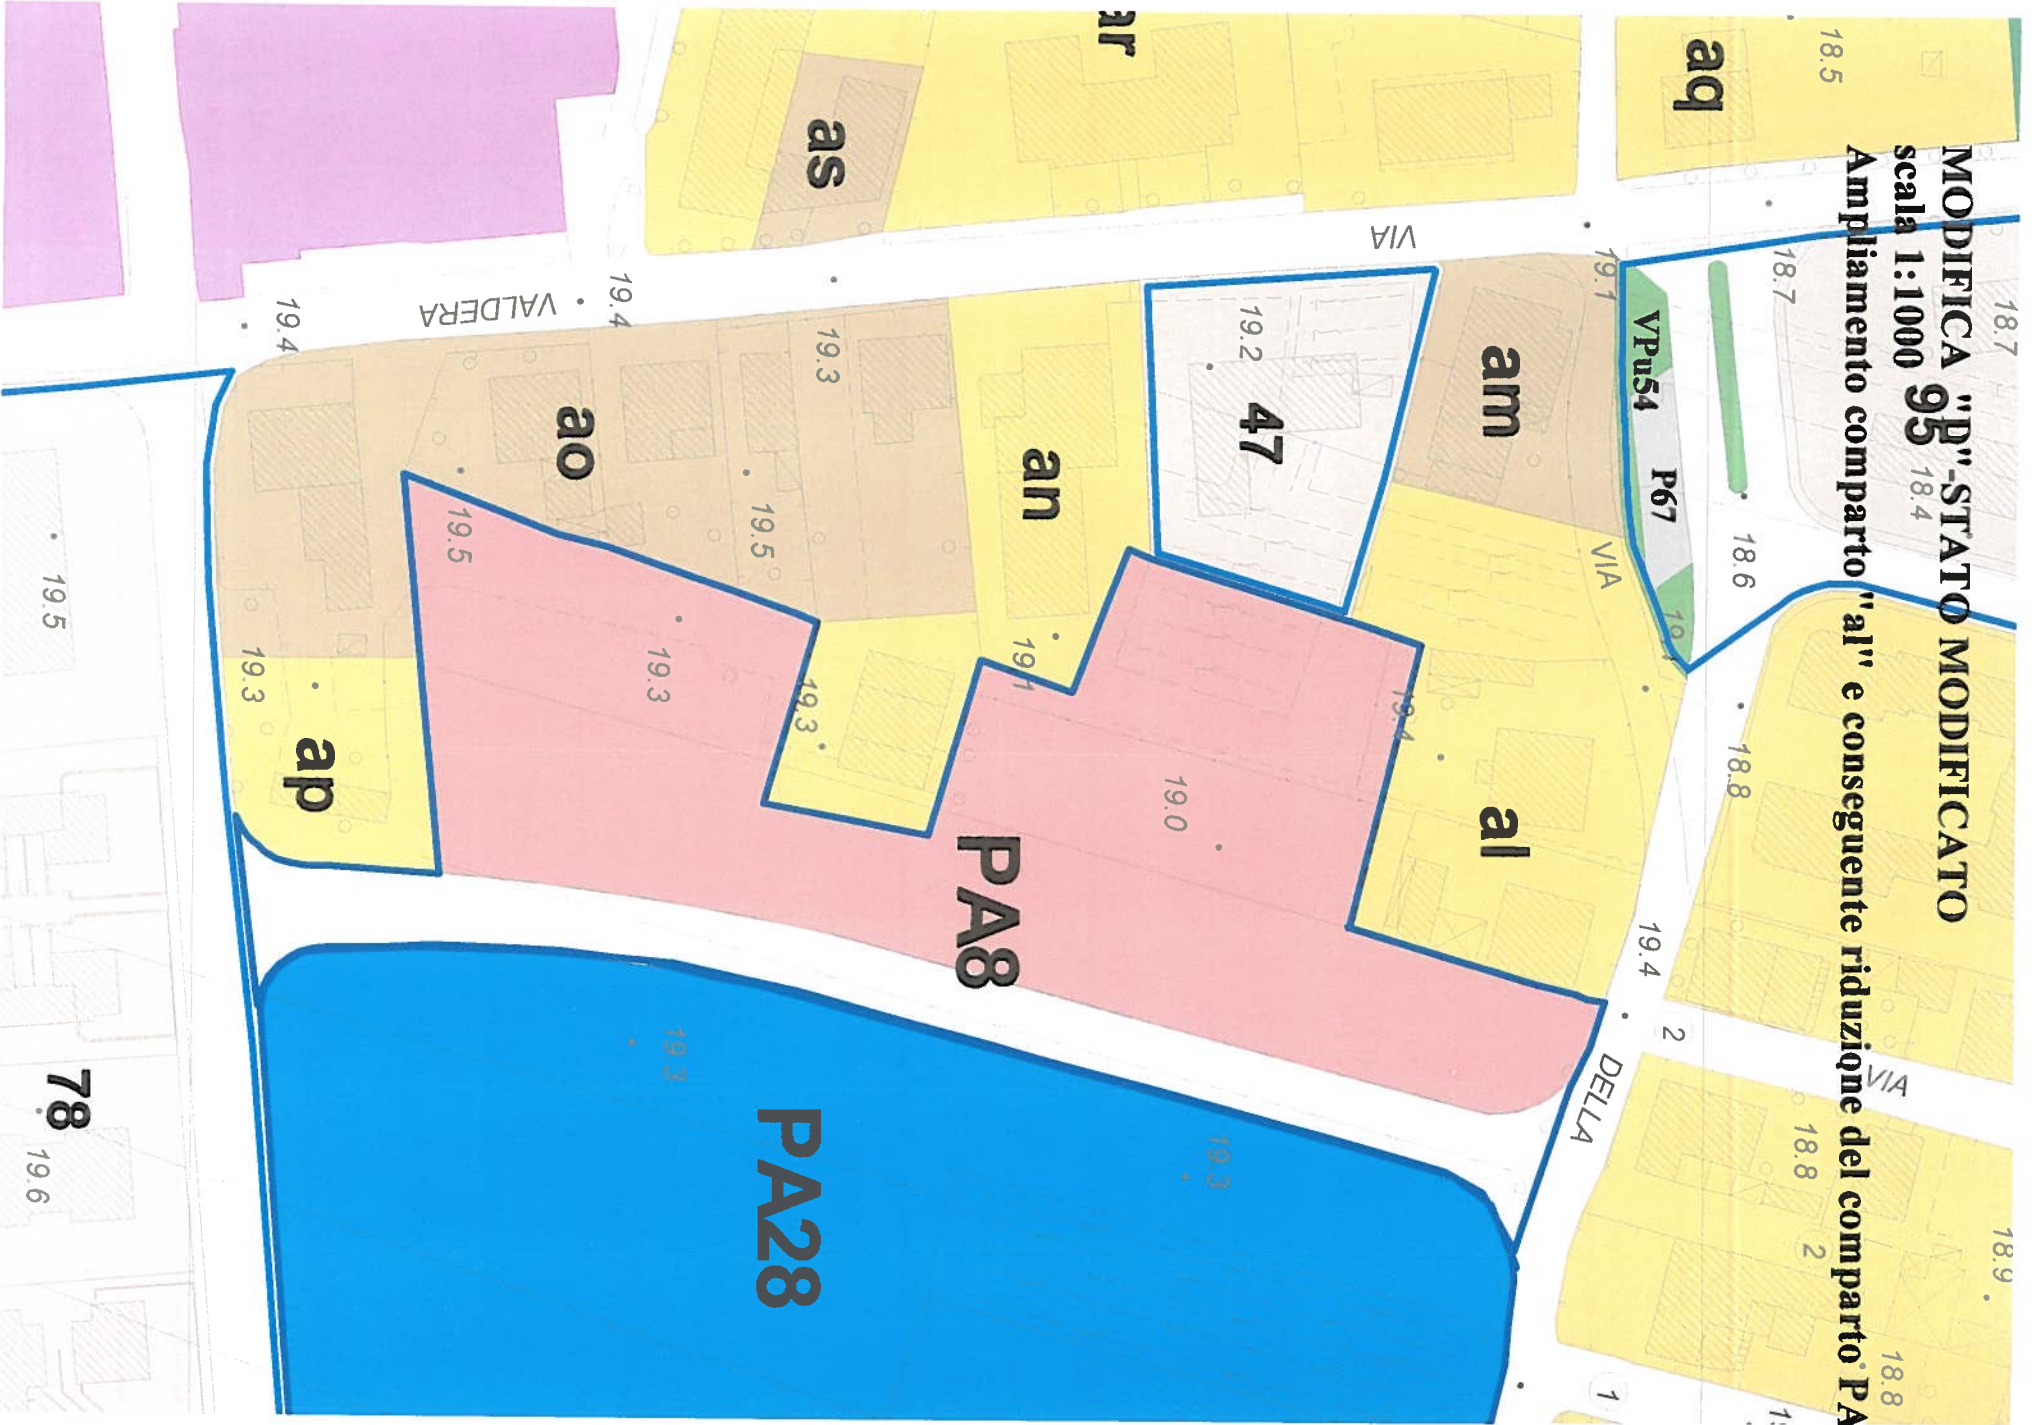 MODIFICA "D"-STATO MODIFICATO
scala 1:1000
Ampliamento comparto "al" e conseguente riduzione del comparto PA
95
18.7
18.9
18.5
18.7
18.4
18.6
18.8
18.8
18.8
2
VIA
aq
19.1
VPu54
P67
19.1
VIA
19.4
2
DELLA
1
am
al
VIA
19.4
47
19.2
19.0
19.3
ar
an
19.1
PA8
as
19.3
19.3
PA28
ao
19.4
19.5
19.3
19.3
VALDERA
19.5
19.4
19.3
ap
19.5
78
19.6